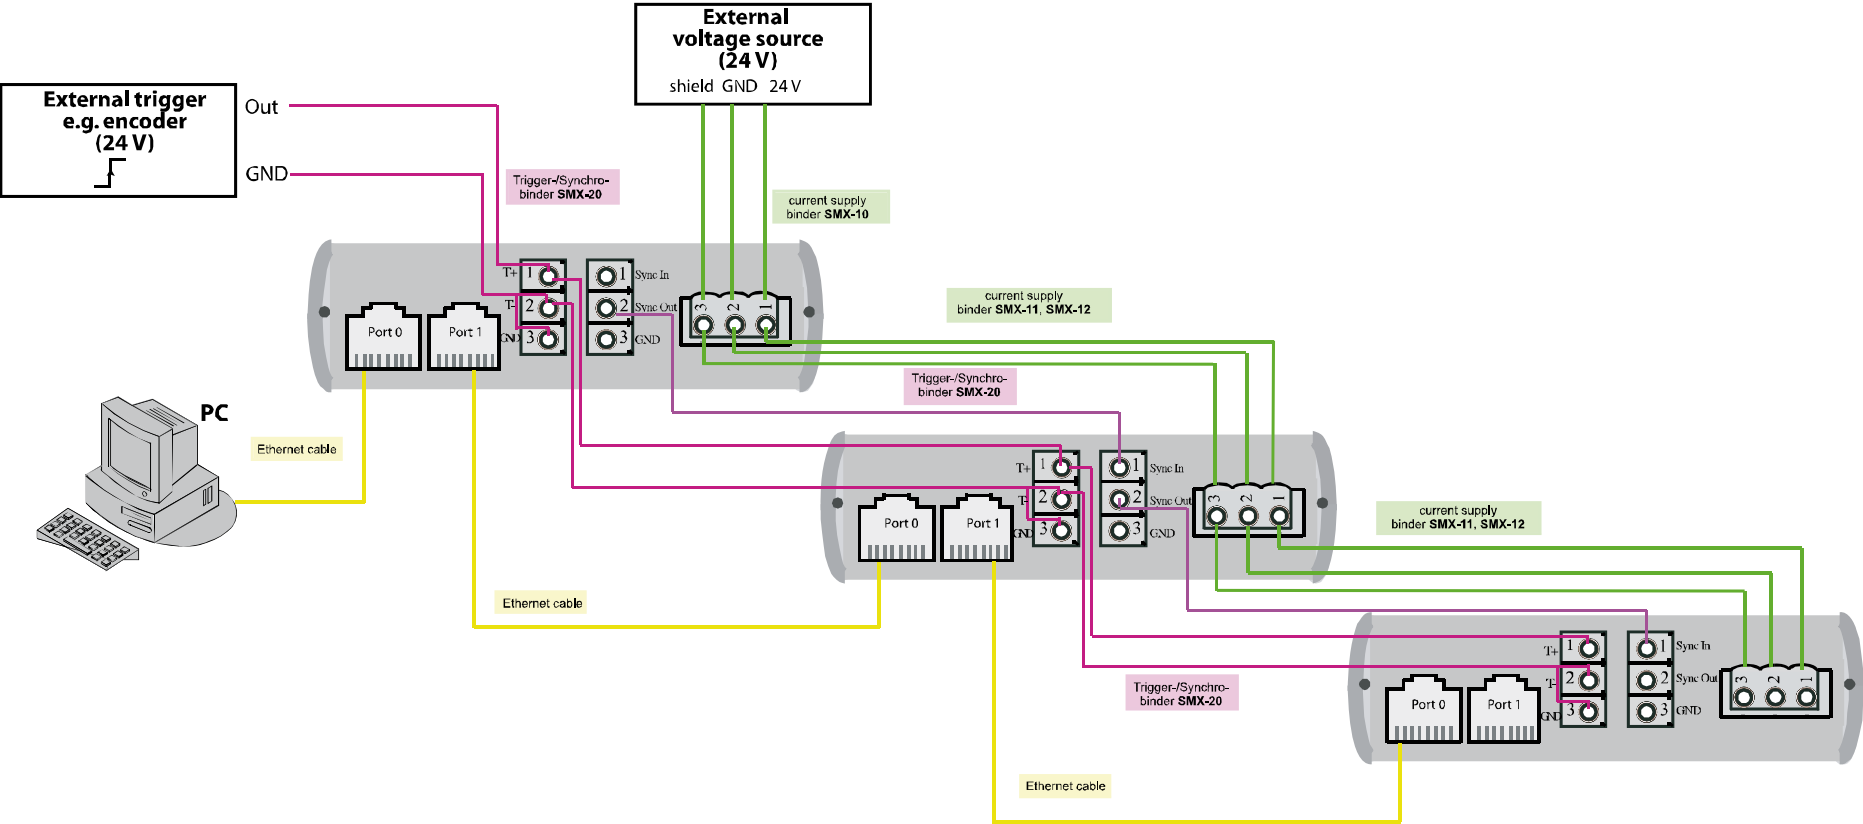 External
voltage source
(24 V)
shield GND 24 V
External trigger
e.g. encoder
(24 V)
Out
GND
Trigger-/Synchro-
binder SMX-20
current supply
binder SMX-10
T+ 1
T- 2
GND 3
1 Sync In
2 Sync Out
3 GND
3 2 1
Port 0
Port 1
current supply
binder SMX-11, SMX-12
Trigger-/Synchro-
binder SMX-20
PC
Ethernet cable
T+ 1
T- 2
GND 3
1 Sync In
2 Sync Out
3 GND
3 2 1
Port 0
Port 1
current supply
binder SMX-11, SMX-12
Ethernet cable
T+ 1
T- 2
GND 3
1 Sync In
2 Sync Out
3 GND
3 2 1
Port 0
Port 1
Trigger-/Synchro-
binder SMX-20
Ethernet cable